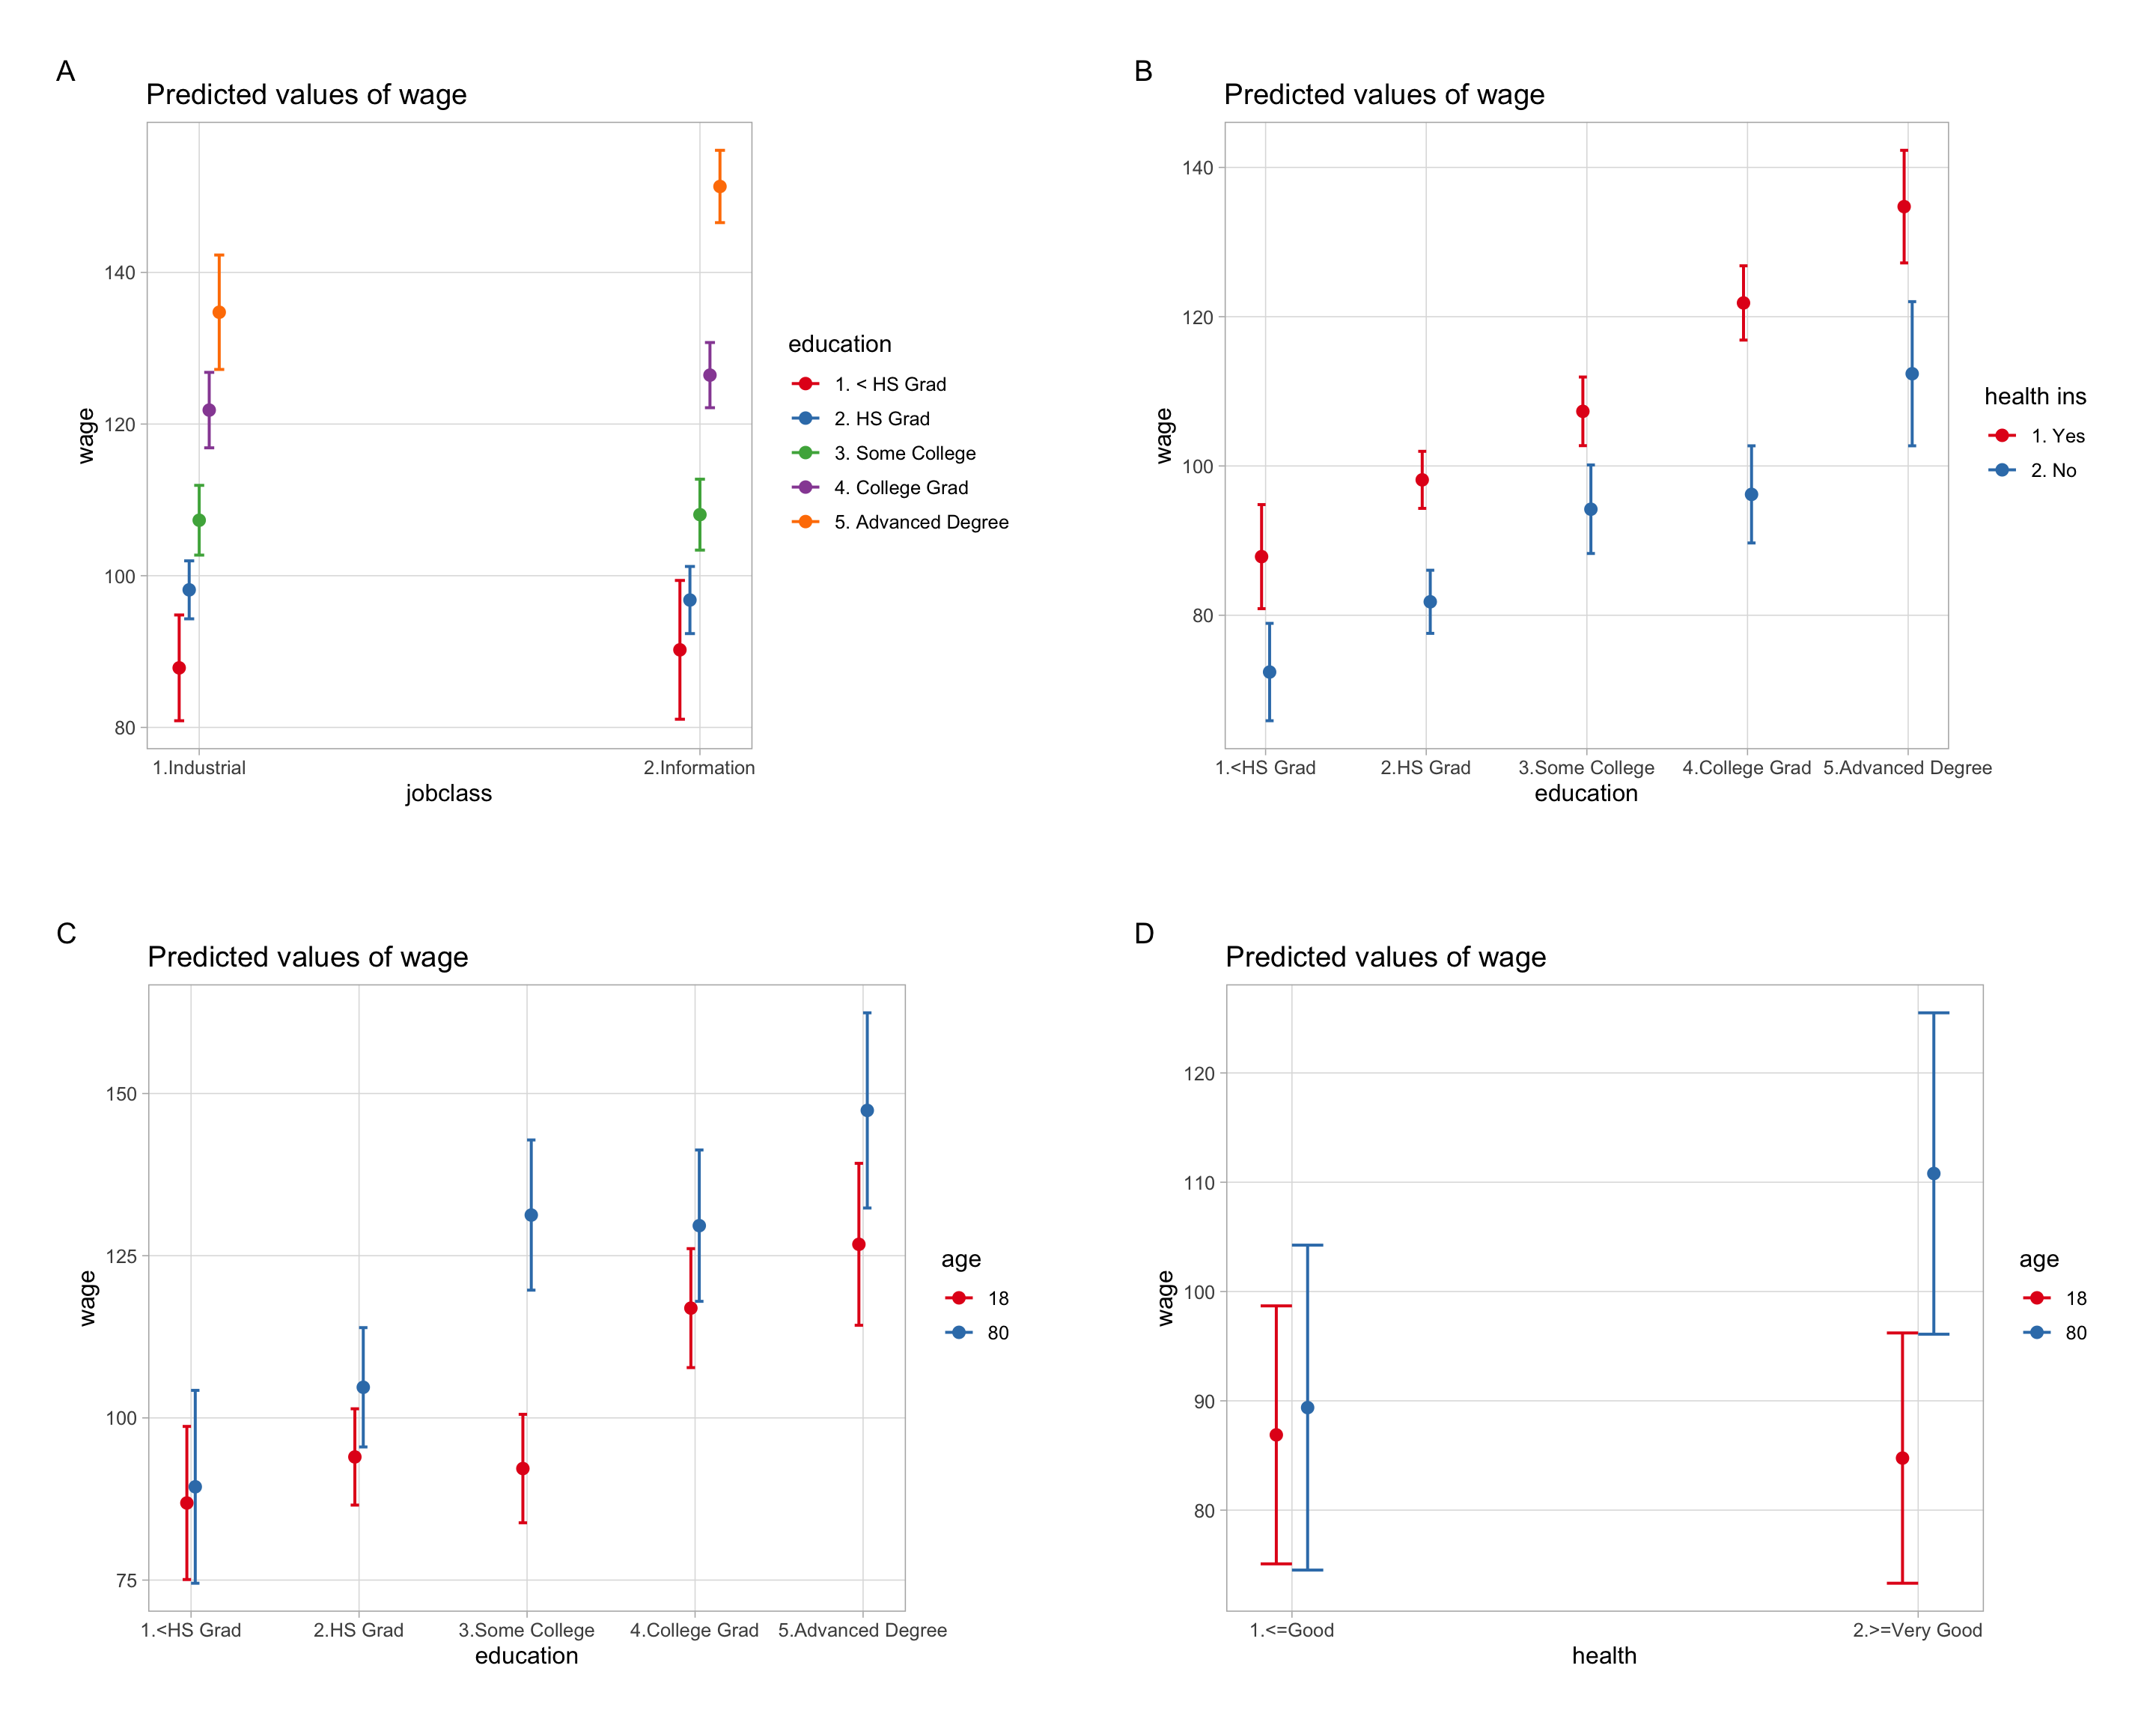 A
Predicted values of wage
140
120
100
80
wage
1.Industrial
2.Information
jobclass
education
1. < HS Grad
2. HS Grad
3. Some College
4. College Grad
5. Advanced Degree
B
Predicted values of wage
140
120
100
80
wage
1.<HS Grad
2.HS Grad
3.Some College
4.College Grad
5.Advanced Degree
education
health ins
1. Yes
2. No
C
Predicted values of wage
150
125
100
75
wage
1.<HS Grad
2.HS Grad
3.Some College
4.College Grad
5.Advanced Degree
education
age
18
80
D
Predicted values of wage
120
110
100
90
80
wage
1.<=Good
2.>=Very Good
health
age
18
80